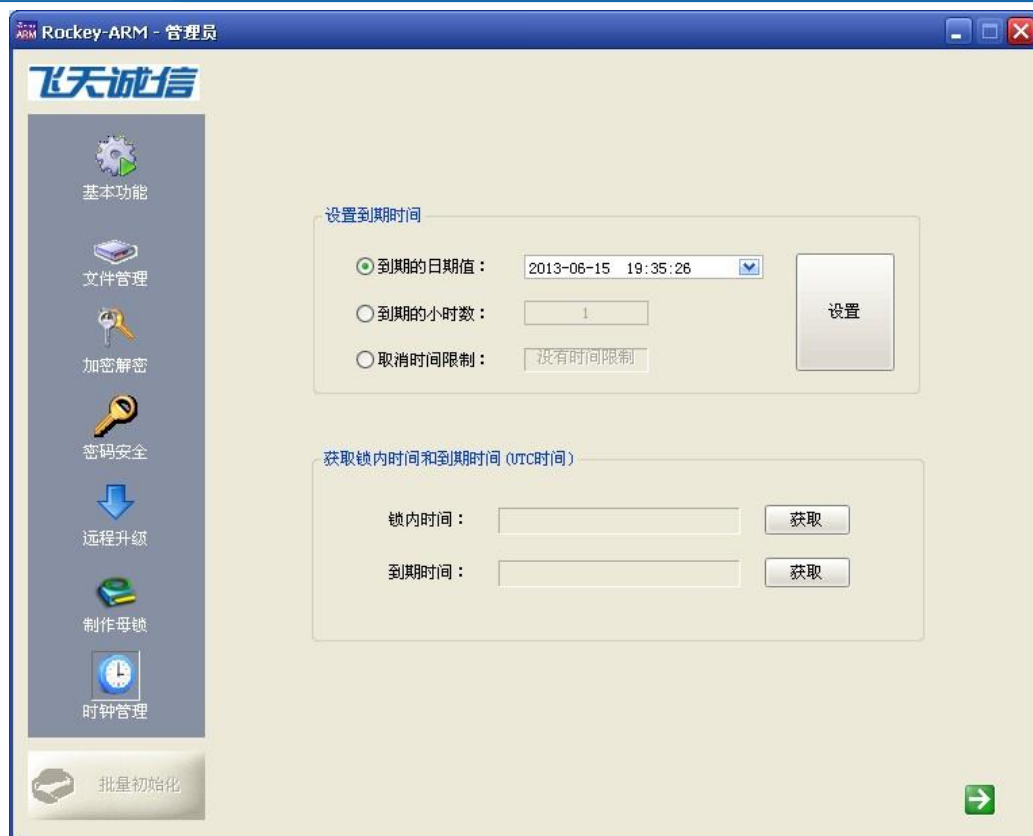 Rockey-ARM - 管理员
飞天诚信
基本功能
文件管理
加密解密
密码安全
远程升级
制作母锁
时钟管理
批量初始化
设置到期时间
到期的日期值：
2013-06-15 19:35:26
到期的小时数：
1
取消时间限制：
没有时间限制
设置
获取锁内时间和到期时间(UTC时间)
锁内时间：
获取
到期时间：
获取